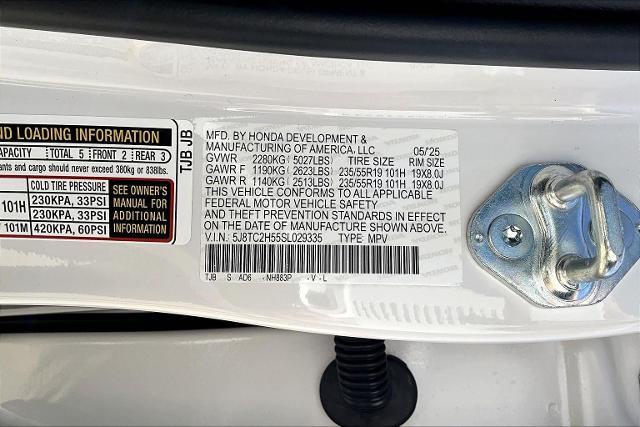 ND LOADING INFORMATION
APACITY TOTAL 5 FRONT 2 REAR 3
ants and cargo should never exceed 380kg or 838lbs.
COLD TIRE PRESSURE
101H 230KPA, 33PSI
230KPA, 33PSI
101M 420KPA, 60PSI
SEE OWNER'S
MANUAL FOR
ADDITIONAL
INFORMATION
TJB JB
MFD. BY HONDA DEVELOPMENT &
MANUFACTURING OF AMERICA, LLC 05/'25
GVWR 2280KG (5027LBS) TIRE SIZE RIM SIZE
GAWR F 1190KG (2623LBS) 235/55R19 101H 19X8.0J
GAWR R 1140KG (2513LBS) 235/55R19 101H 19X8.0J
THIS VEHICLE CONFORMS TO ALL APPLICABLE
FEDERAL MOTOR VEHICLE SAFETY
AND THEFT PREVENTION STANDARDS IN EFFECT
ON THE DATE OF MANUFACTURE SHOWN ABOVE.
V.I.N. 5J8TC2H55SL029335 TYPE: MPV
TJB S AD6 NH883P -V-L